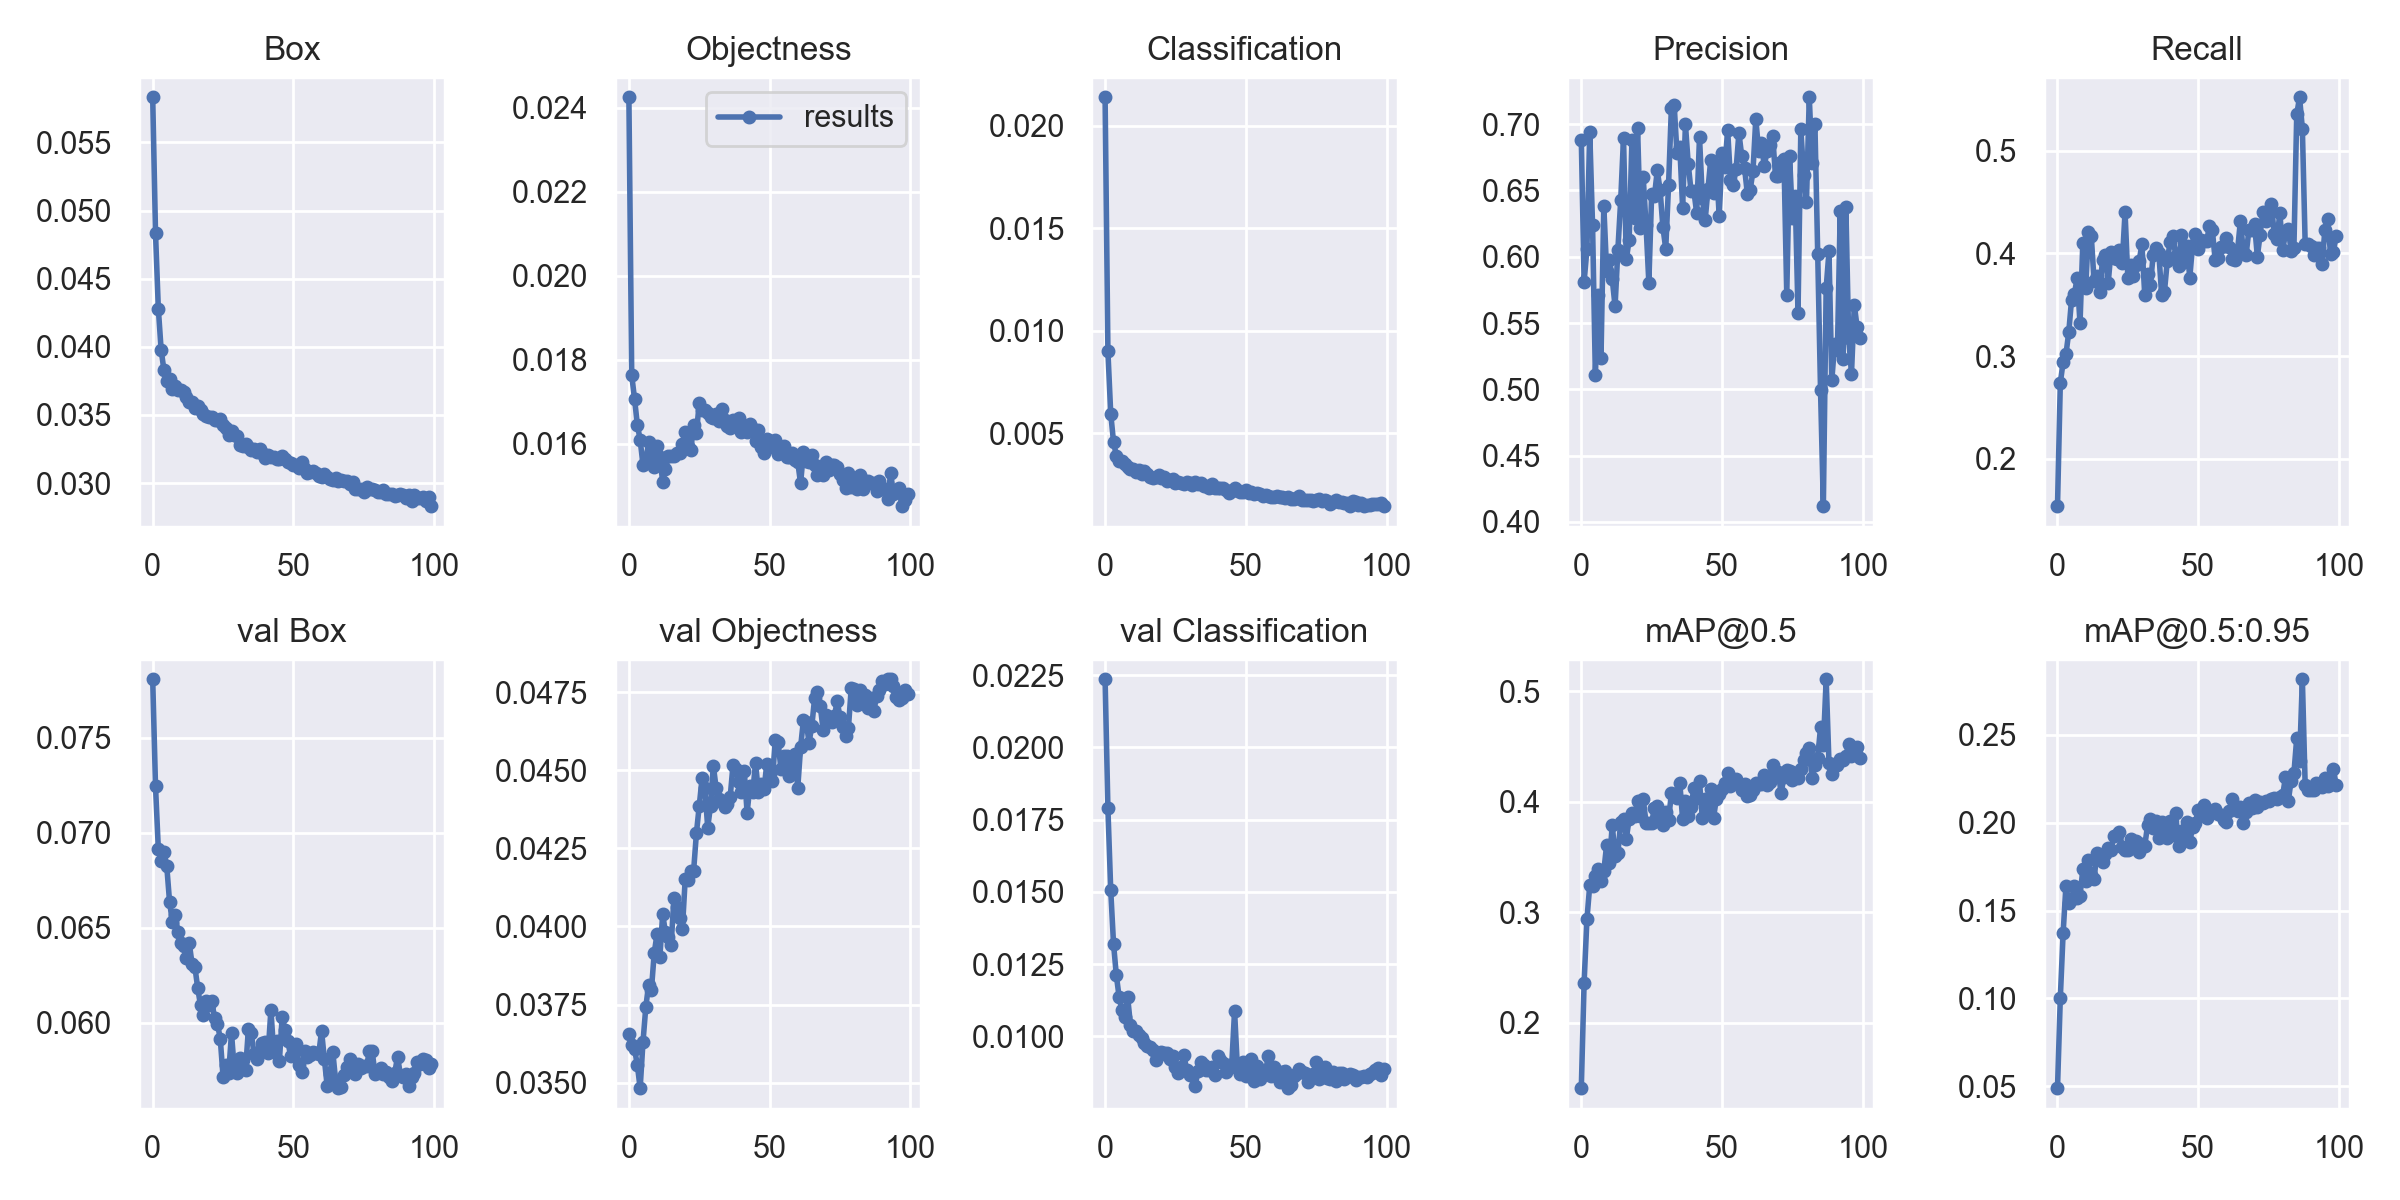 Box
0.055
0.050
0.045
0.040
0.035
0.030
0 50 100
Objectness
results
0.024
0.022
0.020
0.018
0.016
0 50 100
Classification
0.020
0.015
0.010
0.005
0 50 100
Precision
0.70
0.65
0.60
0.55
0.50
0.45
0.40
0 50 100
Recall
0.5
0.4
0.3
0.2
0 50 100
val Box
0.075
0.070
0.065
0.060
0 50 100
val Objectness
0.0475
0.0450
0.0425
0.0400
0.0375
0.0350
0 50 100
val Classification
0.0225
0.0200
0.0175
0.0150
0.0125
0.0100
0 50 100
mAP@0.5
0.5
0.4
0.3
0.2
0 50 100
mAP@0.5:0.95
0.25
0.20
0.15
0.10
0.05
0 50 100